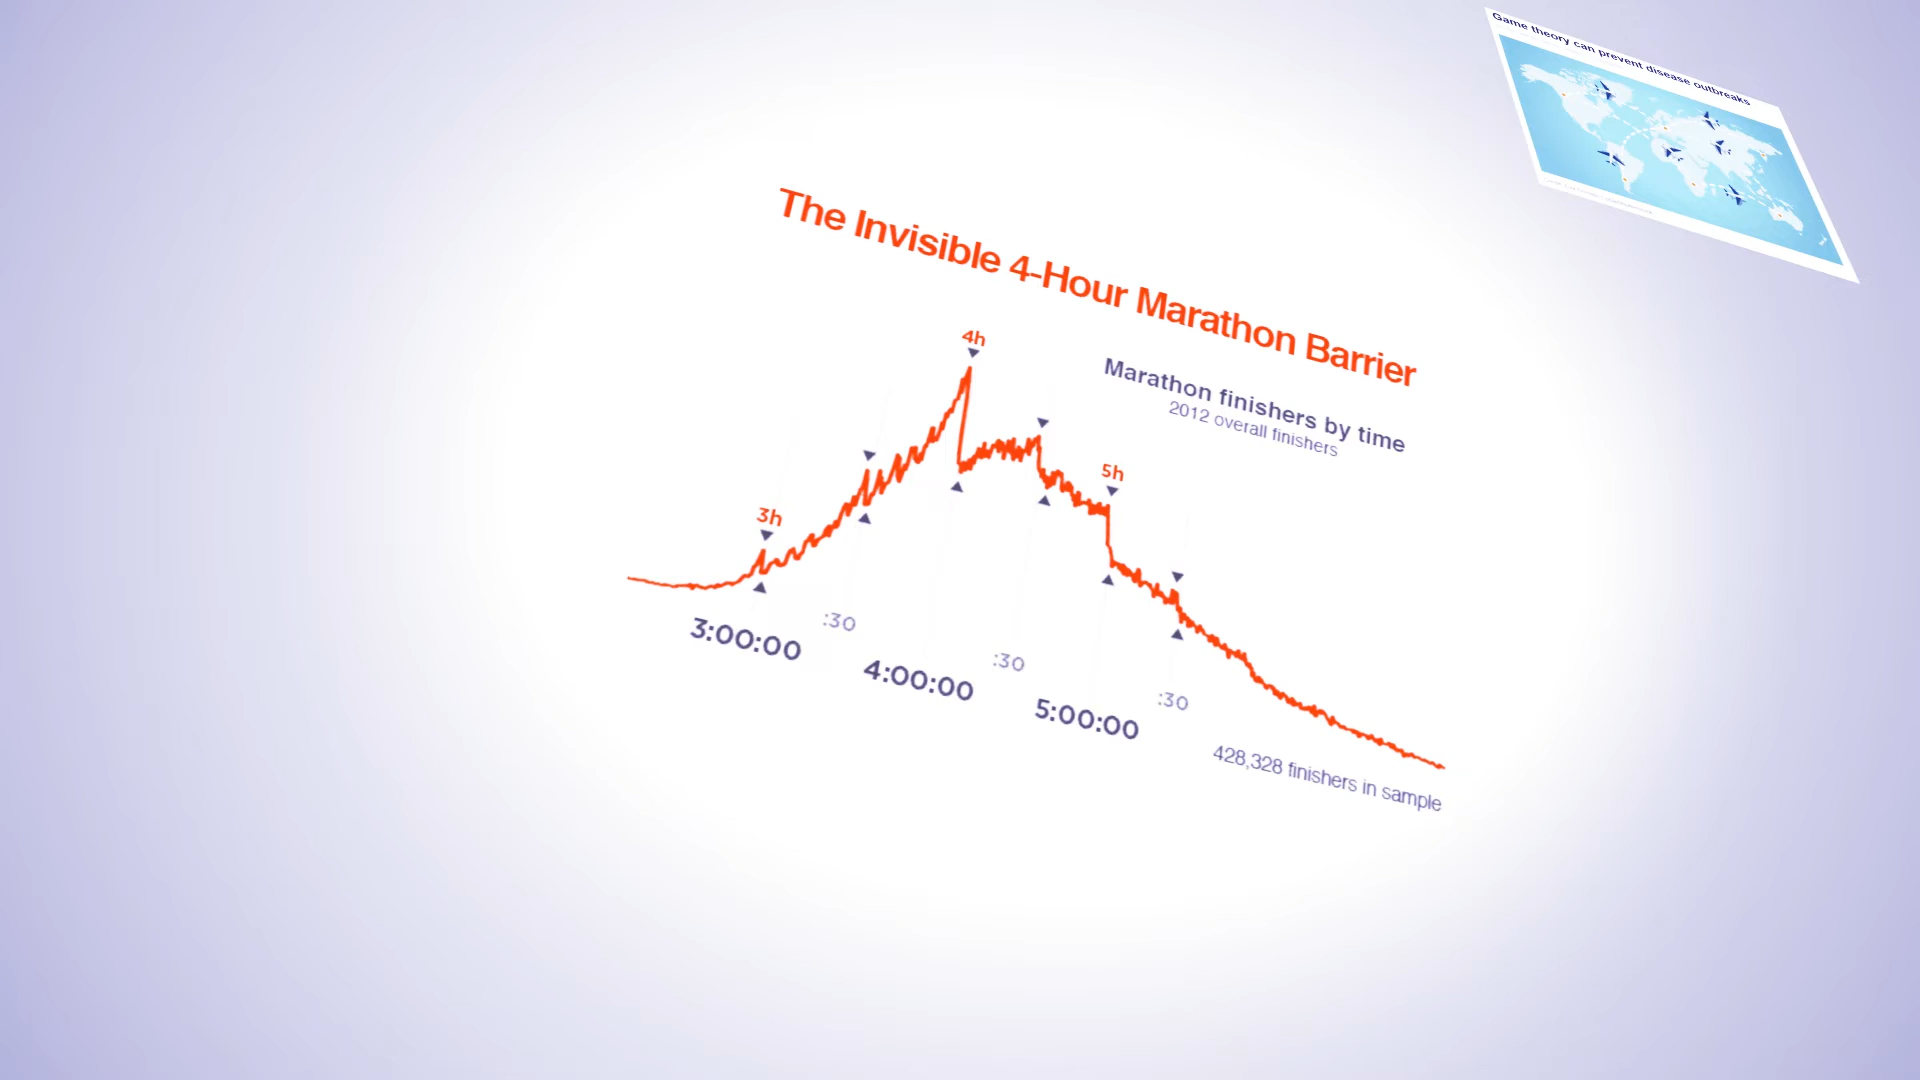 Game theory can prevent disease outbreaks
The Invisible 4-Hour Marathon Barrier
Marathon finishers by time
2012 overall finishers
4h
5h
3h
3:00:00
:30
4:00:00
:30
5:00:00
:30
428,328 finishers in sample